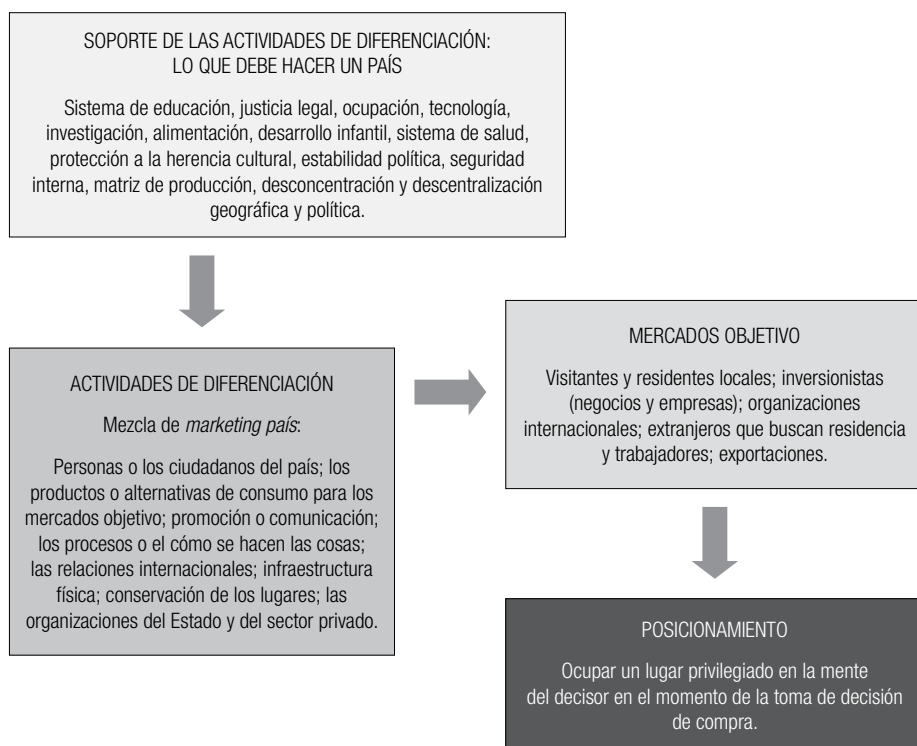 SOPORTE DE LAS ACTIVIDADES DE DIFERENCIACIÓN:
LO QUE DEBE HACER UN PAÍS
Sistema de educación, justicia legal, ocupación, tecnología,
investigación, alimentación, desarrollo infantil, sistema de salud,
protección a la herencia cultural, estabilidad política, seguridad
interna, matriz de producción, desconcentración y descentralización
geográfica y política.
ACTIVIDADES DE DIFERENCIACIÓN
Mezcla de marketing país:
Personas o los ciudadanos del país; los
productos o alternativas de consumo para los
mercados objetivo; promoción o comunicación;
los procesos o el cómo se hacen las cosas;
las relaciones internacionales; infraestructura
física; conservación de los lugares; las
organizaciones del Estado y del sector privado.
MERCADOS OBJETIVO
Visitantes y residentes locales; inversionistas
(negocios y empresas); organizaciones
internacionales; extranjeros que buscan residencia
y trabajadores; exportaciones.
POSICIONAMIENTO
Ocupar un lugar privilegiado en la mente
del decisor en el momento de la toma de decisión
de compra.